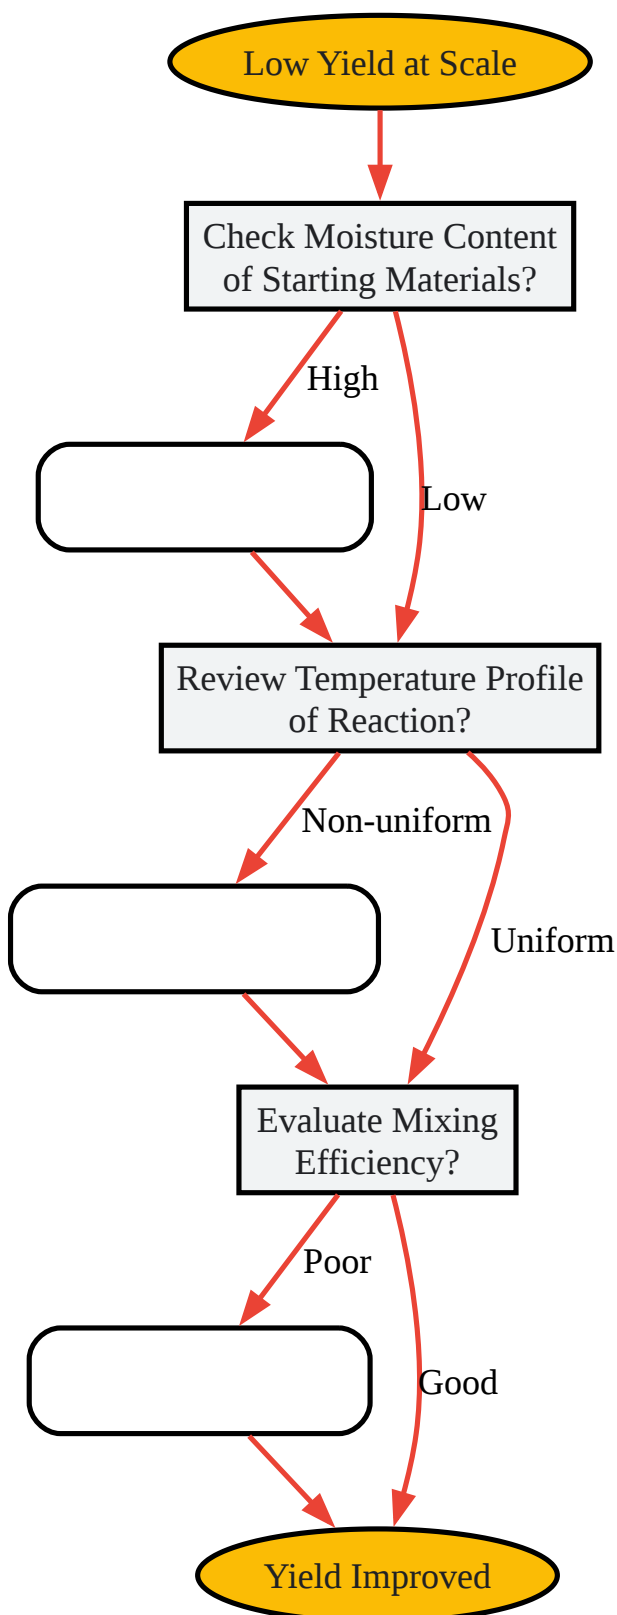 Low Yield at Scale
Check Moisture Content
of Starting Materials?
High
Low
Review Temperature Profile
of Reaction?
Non-uniform
Uniform
Evaluate Mixing
Efficiency?
Poor
Good
Yield Improved